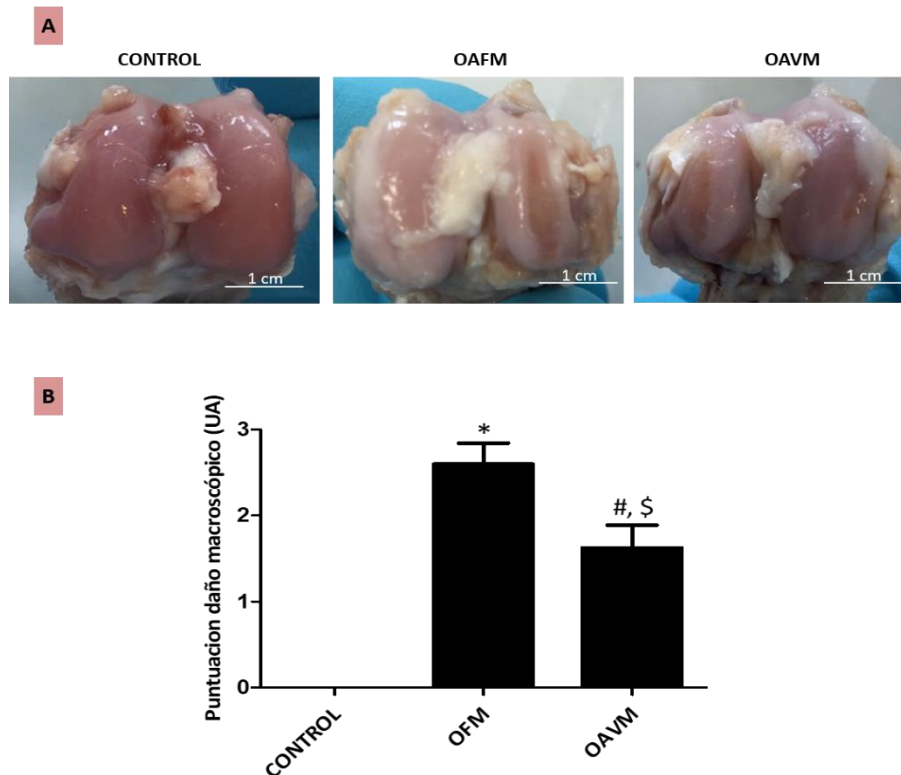 A
CONTROL OAFM OAVM
1 cm 1 cm 1 cm
B
Puntuacion daño macroscópico (UA)
3
2
1
0
*
#, $
CONTROL OFM OAVM